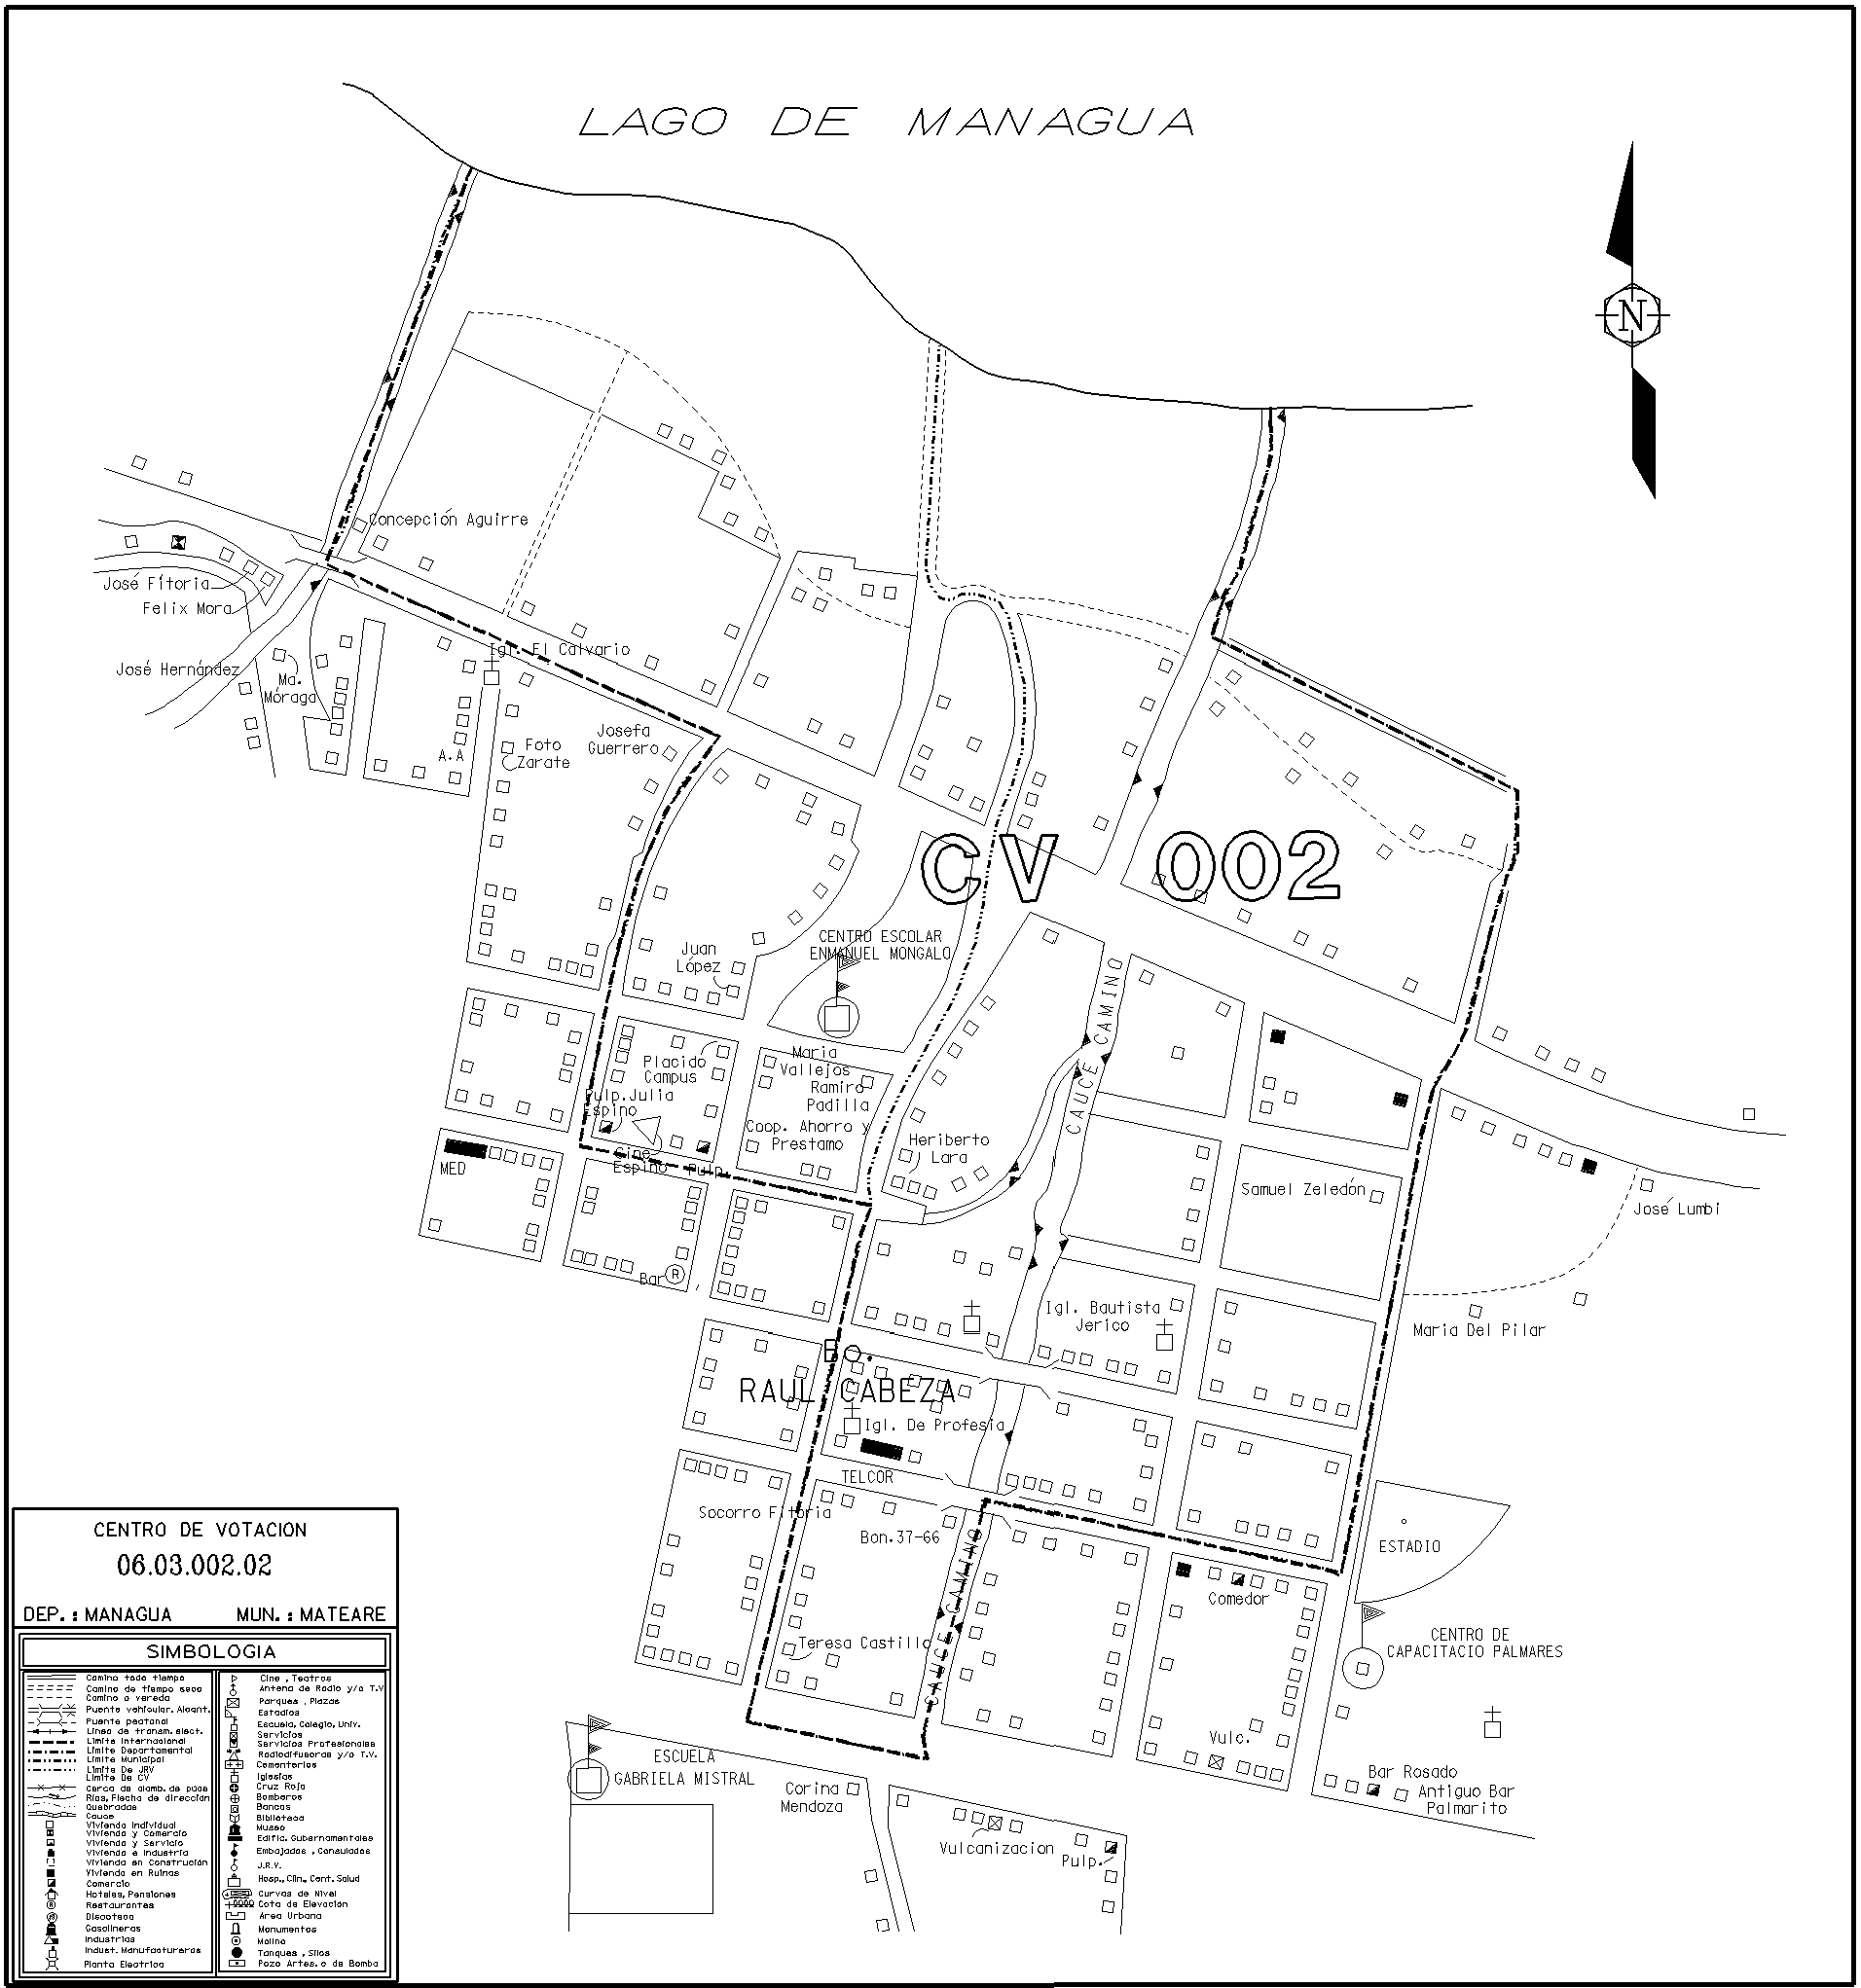 LAGO DE MANAGUA
N
Concepción Aguirre
José Fitoria
Felix Mora
José Hernández
Ma.
Móraga
Igl. El Calvario
A.A
Foto
Zarate
Josefa
Guerrero
CV 002
CENTRO ESCOLAR
ENMANUEL MONGALO
Juan
López
CAUCE CAMINO
Placido
Campus
Maria
Vallejos
Ramiro
Padilla
Pulp.Julia
Espino
Coop. Ahorro y
Prestamo
Cine
Espino
Pulp.
MED
Heriberto
Lara
Samuel Zeledón
José Lumbi
Bar
R
Igl. Bautista
Jerico
Maria Del Pilar
Bo.
RAUL CABEZA
Igl. De Profesia
TELCOR
Socorro Fitoria
Bon.37-66
CAUCE CAMINO
ESTADIO
Comedor
Teresa Castillo
CENTRO DE
CAPACITACIO PALMARES
Vulc.
ESCUELA
GABRIELA MISTRAL
Corina
Mendoza
Bar Rosado
Antiguo Bar
Palmarito
Vulcanizacion
Pulp.
CENTRO DE VOTACION
06.03.002.02
DEP.: MANAGUA MUN.: MATEARE
SIMBOLOGIA
Camino todo tiempo
Camino de tiempo seco
Camino o vereda
Puente vehicular. Alcant.
Puente peatonal
Linea de transm. elect.
Limite Internacional
Limite Departamental
Limite Municipal
Limite De JRV
Limite De CV
Cerca de alamb. de púas
Rios, Flecha de dirección
Quebradas
Cauce
Vivienda Individual
Vivienda y Comercio
Vivienda y Servicio
Vivienda e Industria
Vivienda en Construción
Vivienda en Ruinas
Comercio
Hoteles, Pensiones
Restaurantes
Discoteca
Gasolineras
Industrias
Indust. Manufactureras
Planta Electrica
Cine , Teatros
Antena de Radio y/o T.V
Parques , Plazas
Estadios
Escuela, Colegio, Univ.
Servicios
Servicios Profesionales
Radiodifusoras y/o T.V.
Cementerios
Iglesias
Cruz Roja
Bomberos
Bancos
Biblioteca
Museo
Edific. Gubernamentales
Embajadas , Consulados
J.R.V.
Hosp., Clin., Cent. Salud
Curvas de Nivel
Cota de Elevación
Area Urbana
Monumentos
Molino
Tanques , Silos
Pozo Artes. o de Bomba